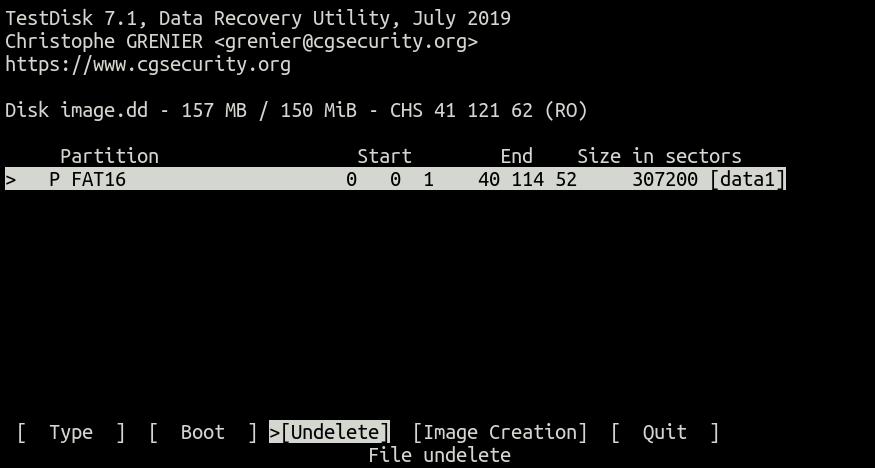 TestDisk 7.1, Data Recovery Utility, July 2019
Christophe GRENIER <grenier@cgsecurity.org>
https://www.cgsecurity.org
Disk image.dd - 157 MB / 150 MiB - CHS 41 121 62 (RO)
Partition Start End Size in sectors
> P FAT16 0 0 1 40 114 52 307200 [data1]
[ Type ] [ Boot ] >[Undelete] [Image Creation] [ Quit ]
File undelete